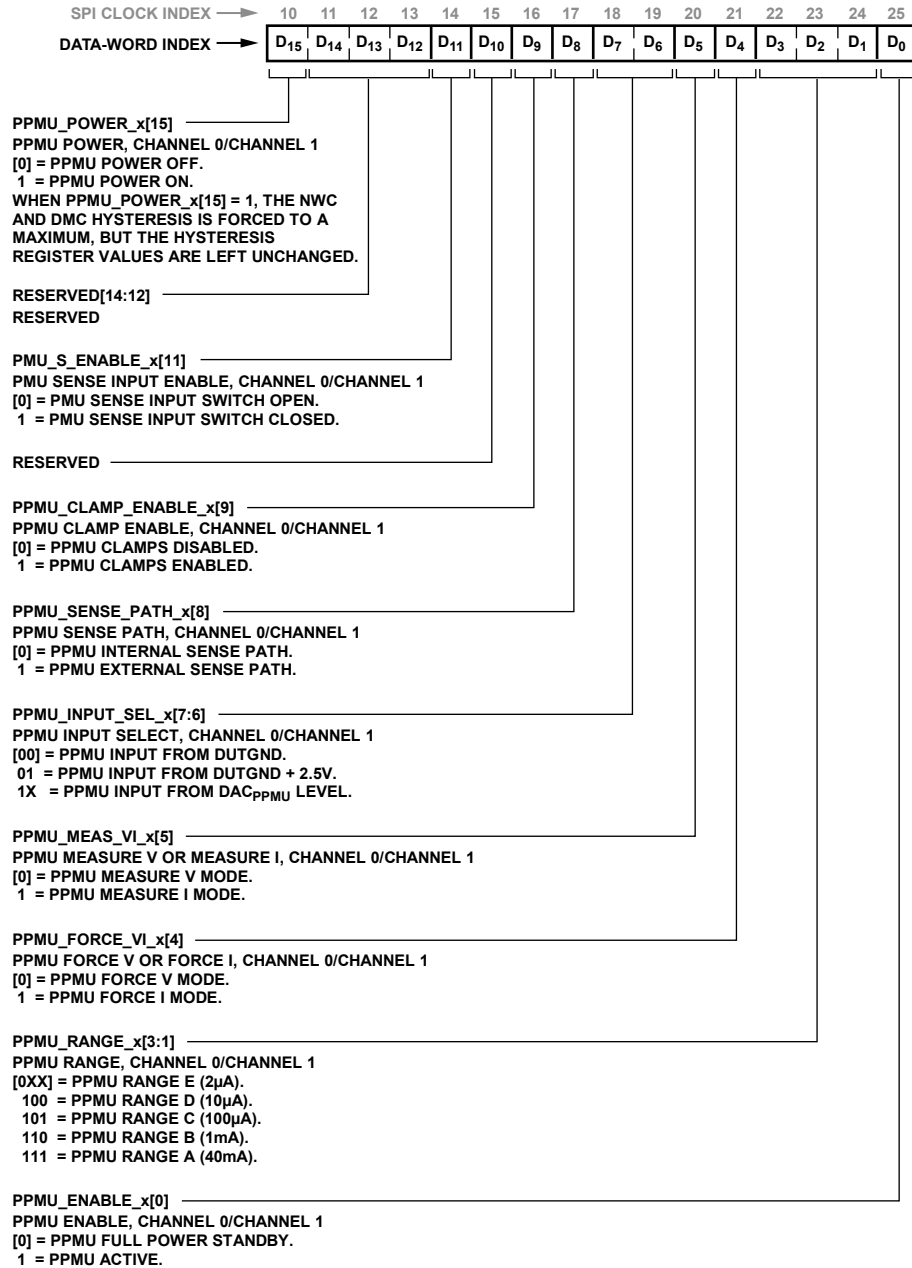 SPI CLOCK INDEX 10 11 12 13 14 15 16 17 18 19 20 21 22 23 24 25
DATA-WORD INDEX D15 D14 D13 D12 D11 D10 D9 D8 D7 D6 D5 D4 D3 D2 D1 D0
PPMU_POWER_x[15]
PPMU POWER, CHANNEL 0/CHANNEL 1
[0] = PPMU POWER OFF.
1 = PPMU POWER ON.
WHEN PPMU_POWER_x[15] = 1, THE NWC
AND DMC HYSTERESIS IS FORCED TO A
MAXIMUM, BUT THE HYSTERESIS
REGISTER VALUES ARE LEFT UNCHANGED.
RESERVED[14:12]
RESERVED
PMU_S_ENABLE_x[11]
PMU SENSE INPUT ENABLE, CHANNEL 0/CHANNEL 1
[0] = PMU SENSE INPUT SWITCH OPEN.
1 = PMU SENSE INPUT SWITCH CLOSED.
RESERVED
PPMU_CLAMP_ENABLE_x[9]
PPMU CLAMP ENABLE, CHANNEL 0/CHANNEL 1
[0] = PPMU CLAMPS DISABLED.
1 = PPMU CLAMPS ENABLED.
PPMU_SENSE_PATH_x[8]
PPMU SENSE PATH, CHANNEL 0/CHANNEL 1
[0] = PPMU INTERNAL SENSE PATH.
1 = PPMU EXTERNAL SENSE PATH.
PPMU_INPUT_SEL_x[7:6]
PPMU INPUT SELECT, CHANNEL 0/CHANNEL 1
[00] = PPMU INPUT FROM DUTGND.
01 = PPMU INPUT FROM DUTGND + 2.5V.
1X = PPMU INPUT FROM DACPPMU LEVEL.
PPMU_MEAS_VI_x[5]
PPMU MEASURE V OR MEASURE I, CHANNEL 0/CHANNEL 1
[0] = PPMU MEASURE V MODE.
1 = PPMU MEASURE I MODE.
PPMU_FORCE_VI_x[4]
PPMU FORCE V OR FORCE I, CHANNEL 0/CHANNEL 1
[0] = PPMU FORCE V MODE.
1 = PPMU FORCE I MODE.
PPMU_RANGE_x[3:1]
PPMU RANGE, CHANNEL 0/CHANNEL 1
[0XX] = PPMU RANGE E (2µA).
100 = PPMU RANGE D (10µA).
101 = PPMU RANGE C (100µA).
110 = PPMU RANGE B (1mA).
111 = PPMU RANGE A (40mA).
PPMU_ENABLE_x[0]
PPMU ENABLE, CHANNEL 0/CHANNEL 1
[0] = PPMU FULL POWER STANDBY.
1 = PPMU ACTIVE.